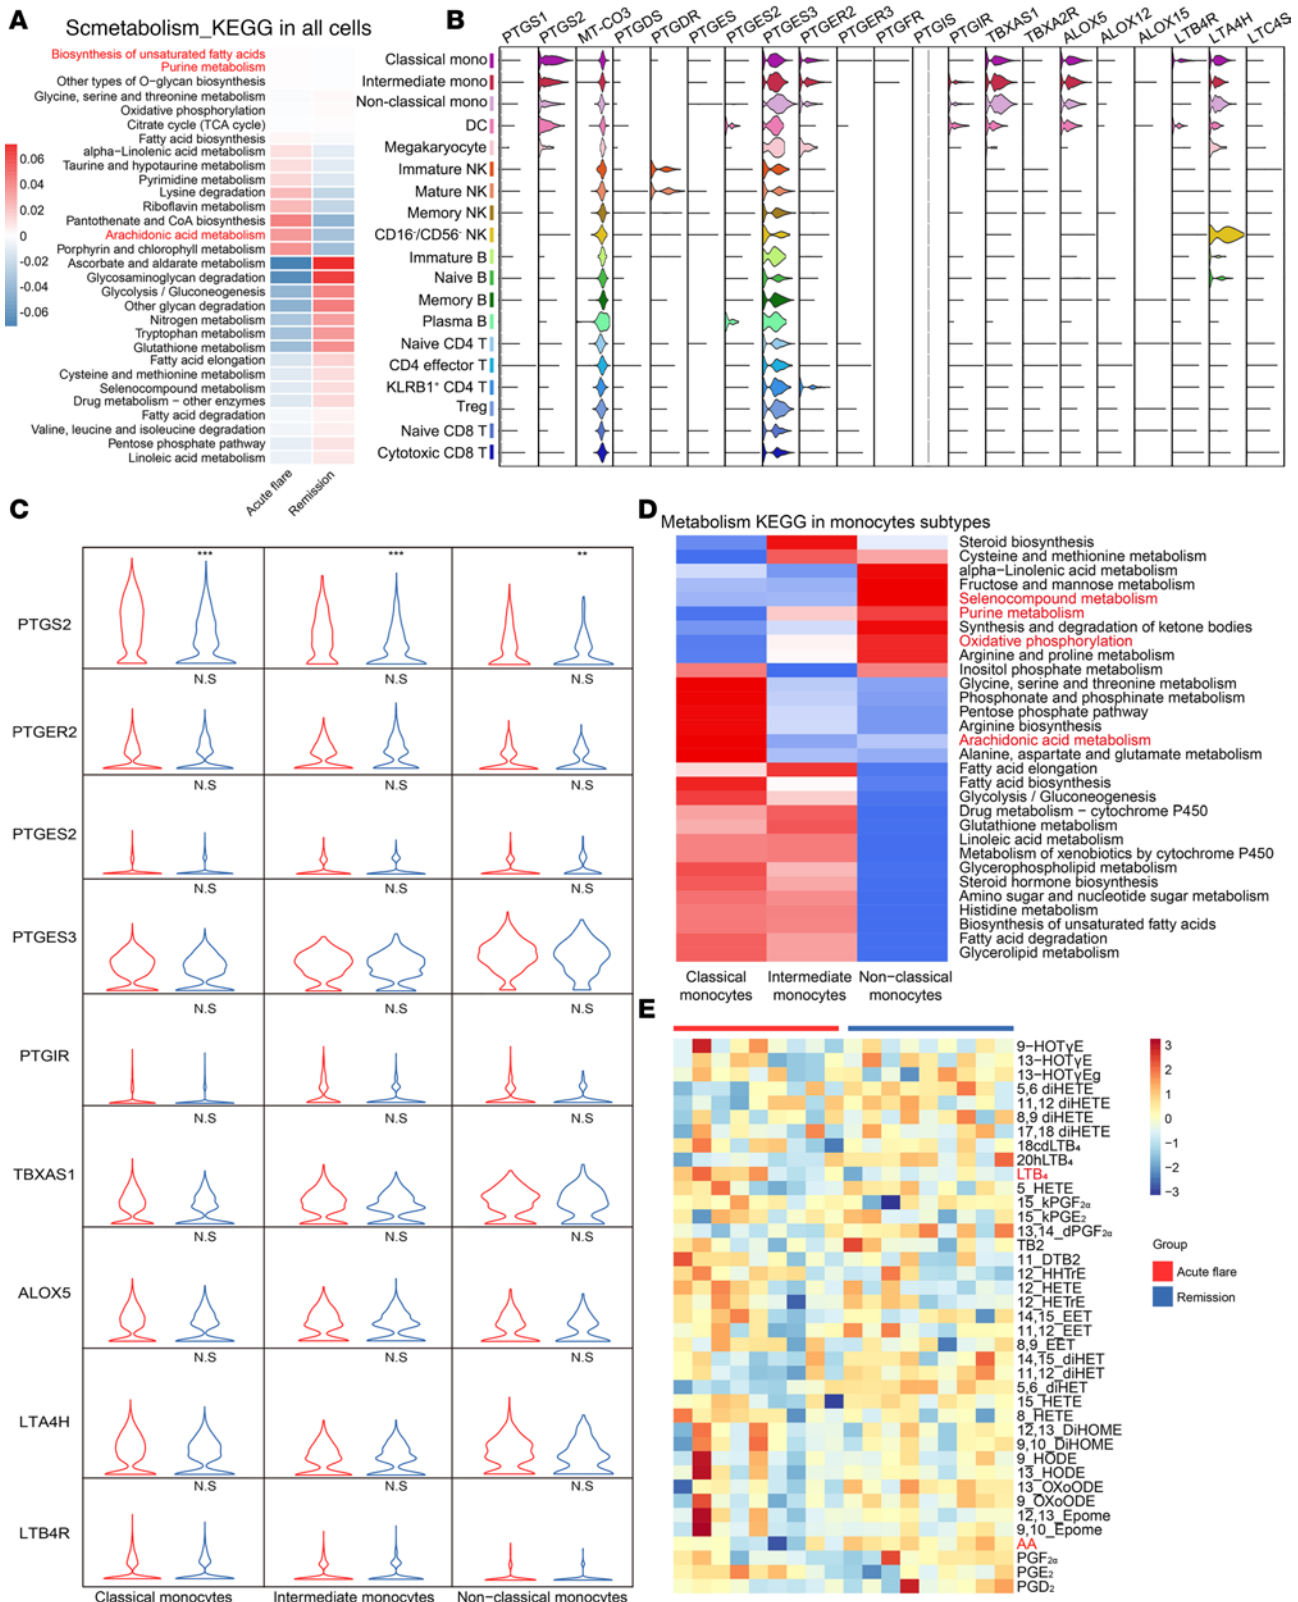 A
Scmetabolism_KEGG in all cells
Biosynthesis of unsaturated fatty acids
Purine metabolism
Other types of O-glycan biosynthesis
Glycine, serine and threonine metabolism
Oxidative phosphorylation
Citrate cycle (TCA cycle)
Fatty acid biosynthesis
alpha-Linolenic acid metabolism
Taurine and hypotaurine metabolism
Pyrimidine metabolism
Lysine degradation
Riboflavin metabolism
Pantothenate and CoA biosynthesis
Arachidonic acid metabolism
Porphyrin and chlorophyll metabolism
Ascorbate and aldarate metabolism
Glycosaminoglycan degradation
Glycolysis / Gluconeogenesis
Other glycan degradation
Nitrogen metabolism
Tryptophan metabolism
Glutathione metabolism
Fatty acid elongation
Cysteine and methionine metabolism
Selenocompound metabolism
Drug metabolism − other enzymes
Fatty acid degradation
Valine, leucine and isoleucine degradation
Pentose phosphate pathway
Linoleic acid metabolism
0.06
0.04
0.02
0
-0.02
-0.04
-0.06
Acute flare
Remission
B
PTGS1
PTGS2
MT-CO3
PTGDS
PTGDR
PTGES
PTGES2
PTGES3
PTGER2
PTGER3
PTGFR
PTGIS
PTGIR
TBXAS1
TBXA2R
ALOX5
ALOX12
ALOX15
LTB4R
LTA4H
LTC4S
Classical mono
Intermediate mono
Non-classical mono
DC
Megakaryocyte
Immature NK
Mature NK
Memory NK
CD16⁻/CD56⁻ NK
Immature B
Naive B
Memory B
Plasma B
Naive CD4 T
CD4 effector T
KLRB1⁺ CD4 T
Treg
Naive CD8 T
Cytotoxic CD8 T
C
*** *** **
PTGS2
N.S N.S N.S
PTGER2
N.S N.S N.S
PTGES2
N.S N.S N.S
PTGES3
N.S N.S N.S
PTGIR
N.S N.S N.S
TBXAS1
N.S N.S N.S
ALOX5
N.S N.S N.S
LTA4H
N.S N.S N.S
LTB4R
Classical monocytes Intermediate monocytes Non-classical monocytes
D
Metabolism KEGG in monocytes subtypes
Steroid biosynthesis
Cysteine and methionine metabolism
alpha−Linolenic acid metabolism
Fructose and mannose metabolism
Selenocompound metabolism
Purine metabolism
Synthesis and degradation of ketone bodies
Oxidative phosphorylation
Arginine and proline metabolism
Inositol phosphate metabolism
Glycine, serine and threonine metabolism
Phosphonate and phosphinate metabolism
Pentose phosphate pathway
Arginine biosynthesis
Arachidonic acid metabolism
Alanine, aspartate and glutamate metabolism
Fatty acid elongation
Fatty acid biosynthesis
Glycolysis / Gluconeogenesis
Drug metabolism − cytochrome P450
Glutathione metabolism
Linoleic acid metabolism
Metabolism of xenobiotics by cytochrome P450
Glycerophospholipid metabolism
Steroid hormone biosynthesis
Amino sugar and nucleotide sugar metabolism
Histidine metabolism
Biosynthesis of unsaturated fatty acids
Fatty acid degradation
Glycerolipid metabolism
Classical Intermediate Non-classical
monocytes monocytes monocytes
E
9−HOTγE
13−HOTγE
13−HOTγEg
5,6 diHETE
11,12 diHETE
8,9 diHETE
17,18 diHETE
18cdLTB₄
20hLTB₄
LTB₄
5_HETE
15_kPGF₂α
15_kPGE₂
13,14_dPGF₂α
TB2
11_DTB2
12_HHTrE
12_HETE
12_HETrE
14,15_EET
11,12_EET
8,9_EET
14,15_diHET
11,12_diHET
5,6_diHET
15_HETE
8_HETE
12,13_DiHOME
9,10_DiHOME
9_HODE
13_HODE
13_OXoODE
9_OXoODE
12,13_Epome
9,10_Epome
AA
PGF₂α
PGE₂
PGD₂
3
2
1
0
−1
−2
−3
Group
Acute flare
Remission